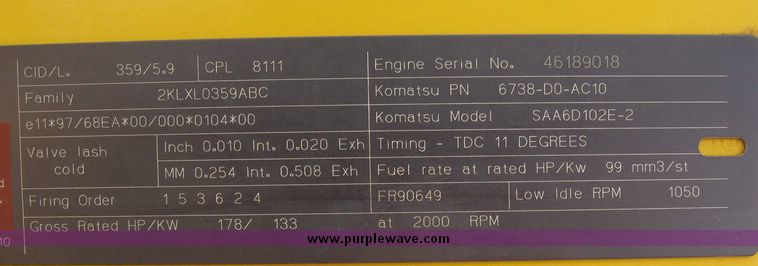 CID/L. 359/5.9 CPL 8111 Engine Serial No. 46189018
Family 2KLXL0359ABC Komatsu PN 6738-D0-AC10
e11*97/68EA*00/000*0104*00 Komatsu Model SAA6D102E-2
Valve lash cold Inch 0.010 Int. 0.020 Exh Timing - TDC 11 DEGREES
MM 0.254 Int. 0.508 Exh Fuel rate at rated HP/Kw 99 mm3/st
Firing Order 1 5 3 6 2 4 FR90649 Low Idle RPM 1050
Gross Rated HP/KW 178/ 133 at 2000 RPM
www.purplewave.com